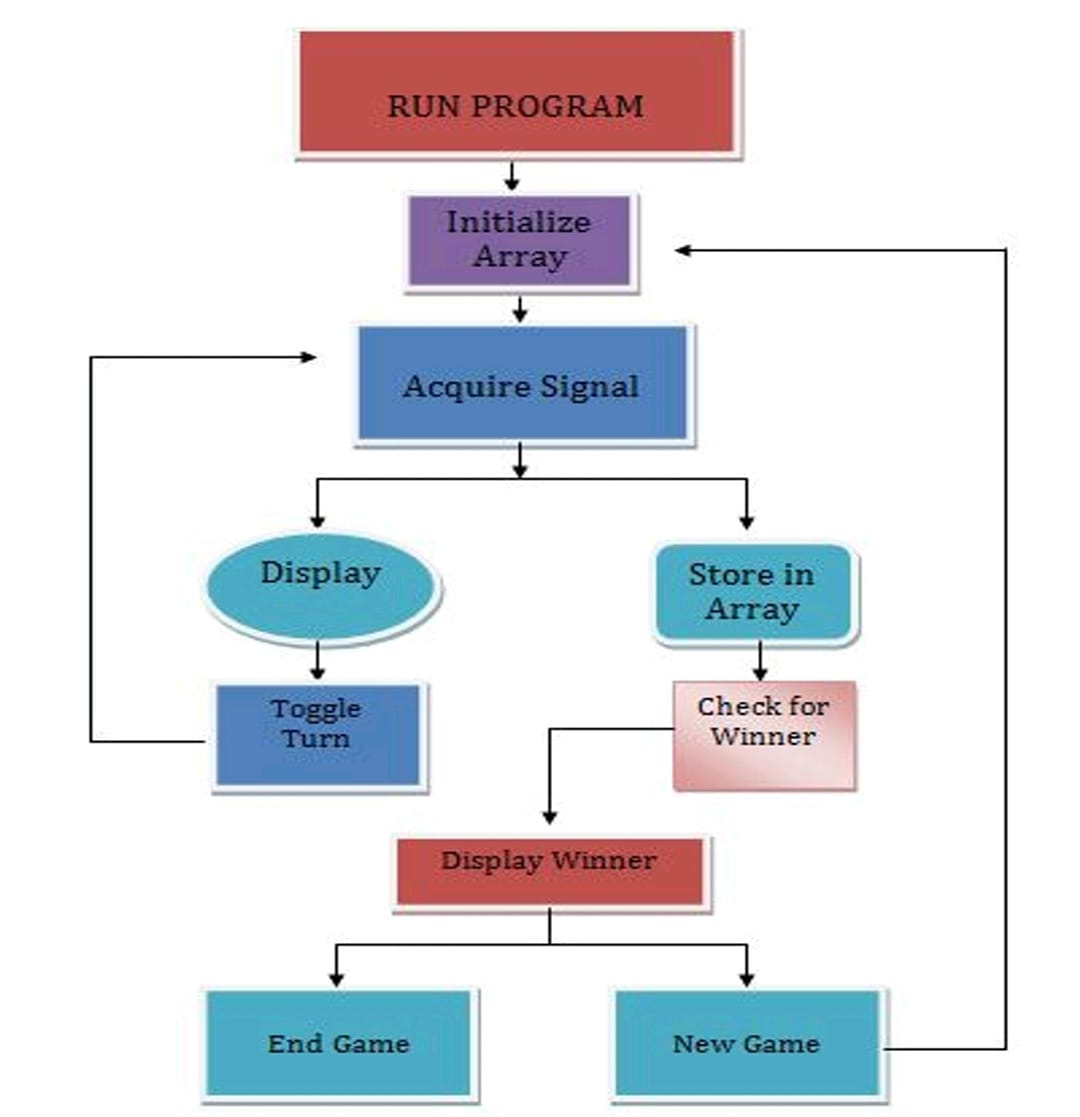 RUN PROGRAM
Initialize
Array
Acquire Signal
Display
Store in
Array
Toggle
Turn
Check for
Winner
Display Winner
End Game
New Game